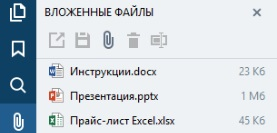 ВЛОЖЕННЫЕ ФАЙЛЫ
Инструкции.docx 23 Кб
Презентация.pptx 1 Мб
Прайс-лист Excel.xlsx 45 Кб